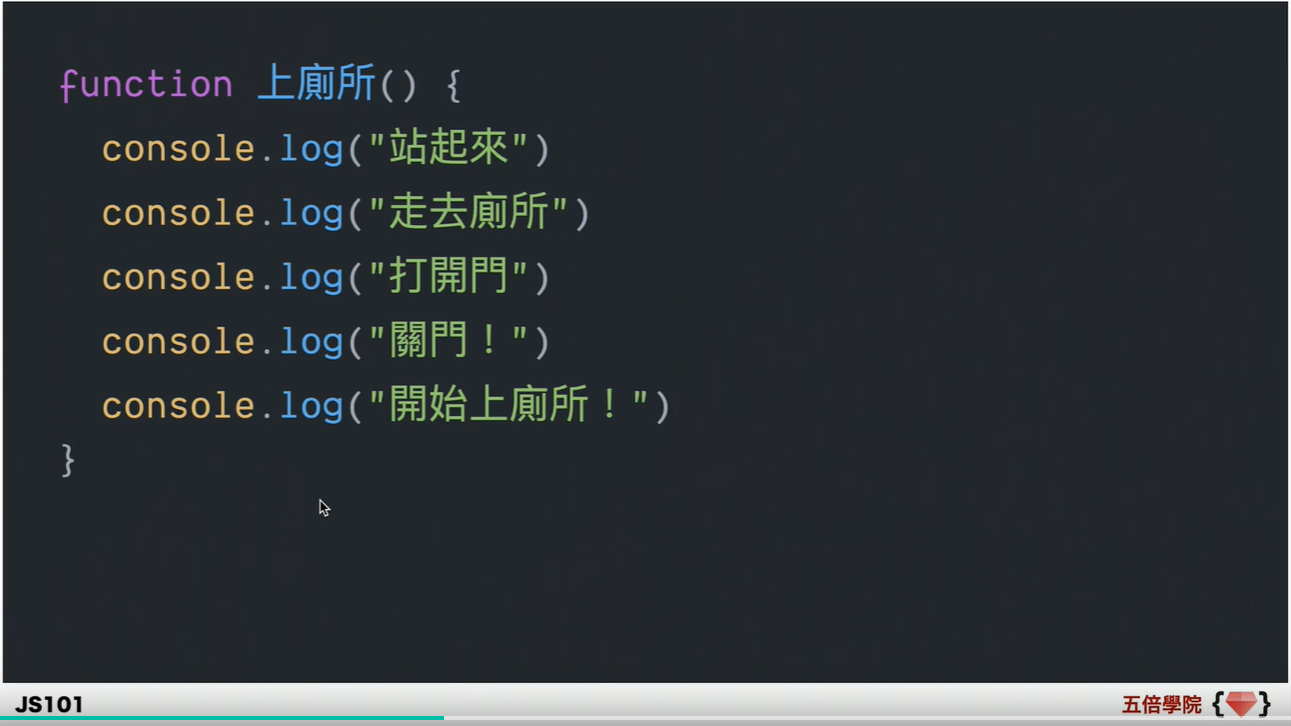 function 上廁所() {
  console.log("站起來")
  console.log("走去廁所")
  console.log("打開門")
  console.log("關門！")
  console.log("開始上廁所！")
}
JS101
五倍學院 { }